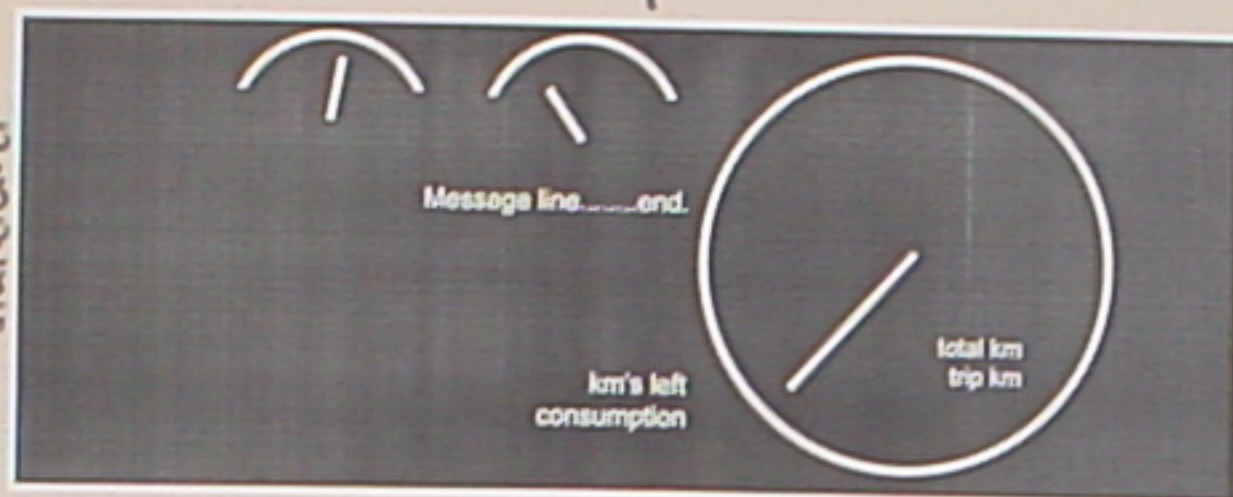 Message line.........end.
km's left
consumption
total km
trip km